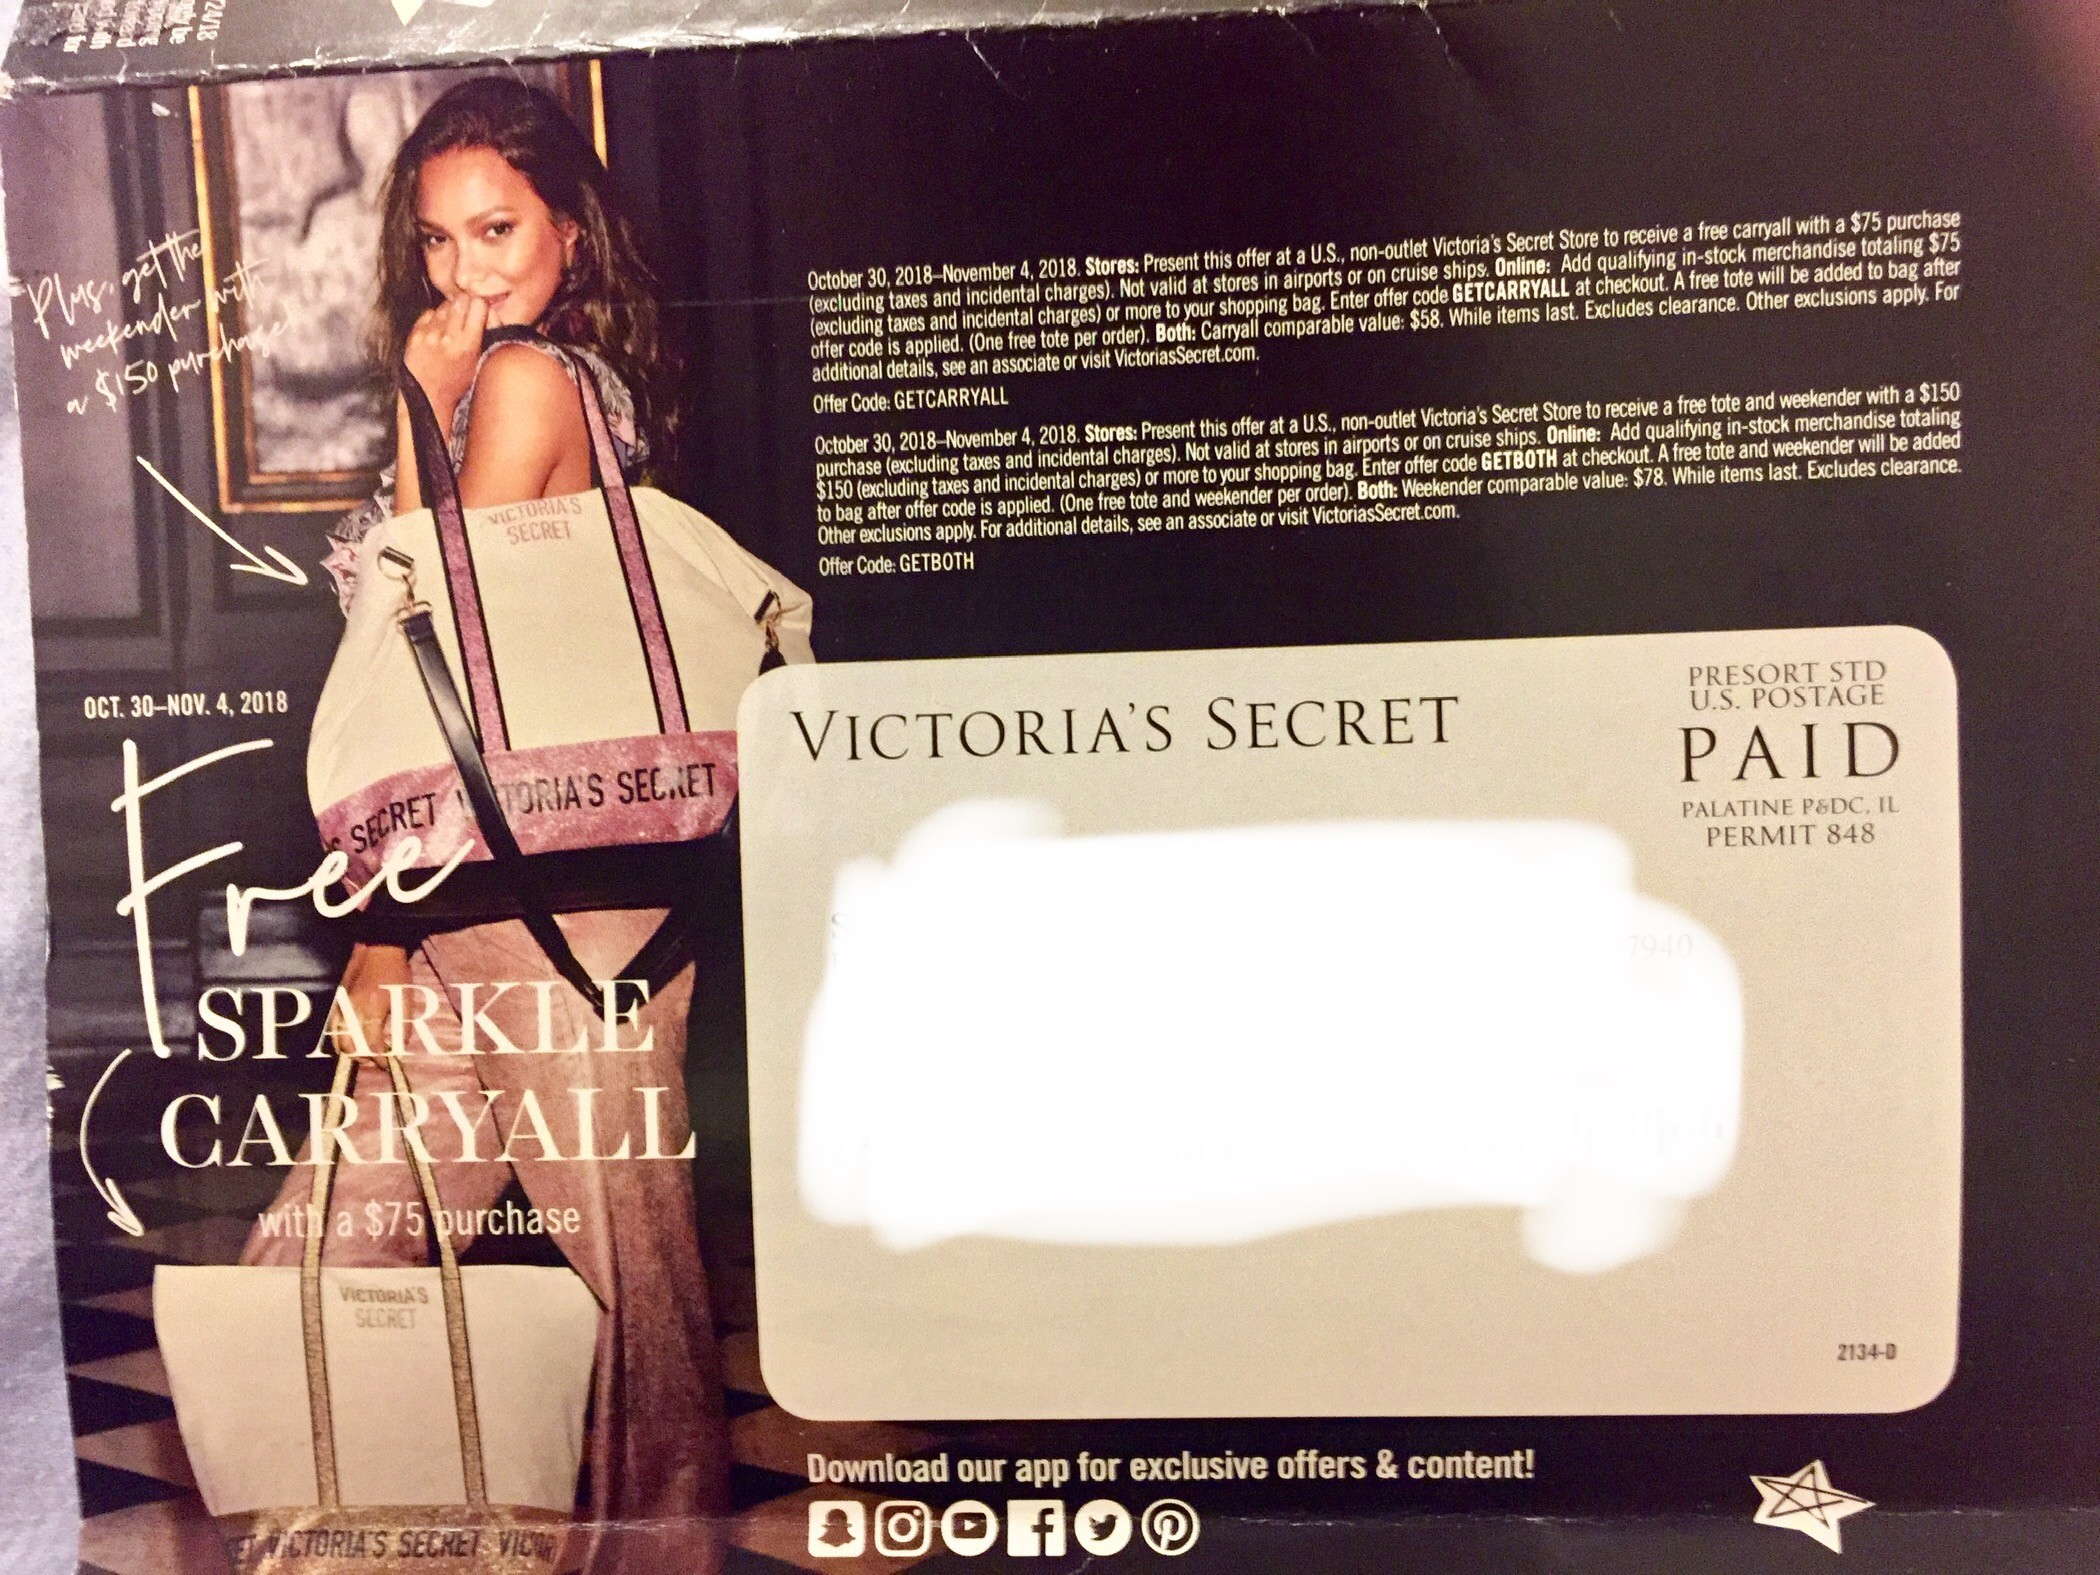 Plus, get the
weekender with
a $150 purchase!
VICTORIA'S
SECRET
SECRET VICTORIA'S SECRET
OCT. 30–NOV. 4, 2018
Free
SPARKLE
CARRYALL
with a $75 purchase
VICTORIA'S
SECRET
VICTORIA'S SECRET
October 30, 2018–November 4, 2018. Stores: Present this offer at a U.S., non-outlet Victoria's Secret Store to receive a free carryall with a $75 purchase
(excluding taxes and incidental charges). Not valid at stores in airports or on cruise ships. Online: Add qualifying in-stock merchandise totaling $75
(excluding taxes and incidental charges) or more to your shopping bag. Enter offer code GETCARRYALL at checkout. A free tote will be added to bag after
offer code is applied. (One free tote per order). Both: Carryall comparable value: $58. While items last. Excludes clearance. Other exclusions apply. For
additional details, see an associate or visit VictoriasSecret.com.
Offer Code: GETCARRYALL
October 30, 2018–November 4, 2018. Stores: Present this offer at a U.S., non-outlet Victoria's Secret Store to receive a free tote and weekender with a $150
purchase (excluding taxes and incidental charges). Not valid at stores in airports or on cruise ships. Online: Add qualifying in-stock merchandise totaling
$150 (excluding taxes and incidental charges) or more to your shopping bag. Enter offer code GETBOTH at checkout. A free tote and weekender will be added
to bag after offer code is applied. (One free tote and weekender per order). Both: Weekender comparable value: $78. While items last. Excludes clearance.
Other exclusions apply. For additional details, see an associate or visit VictoriasSecret.com.
Offer Code: GETBOTH
VICTORIA'S SECRET
PRESORT STD
U.S. POSTAGE
PAID
PALATINE P&DC, IL
PERMIT 848
7940
2134-D
Download our app for exclusive offers & content!